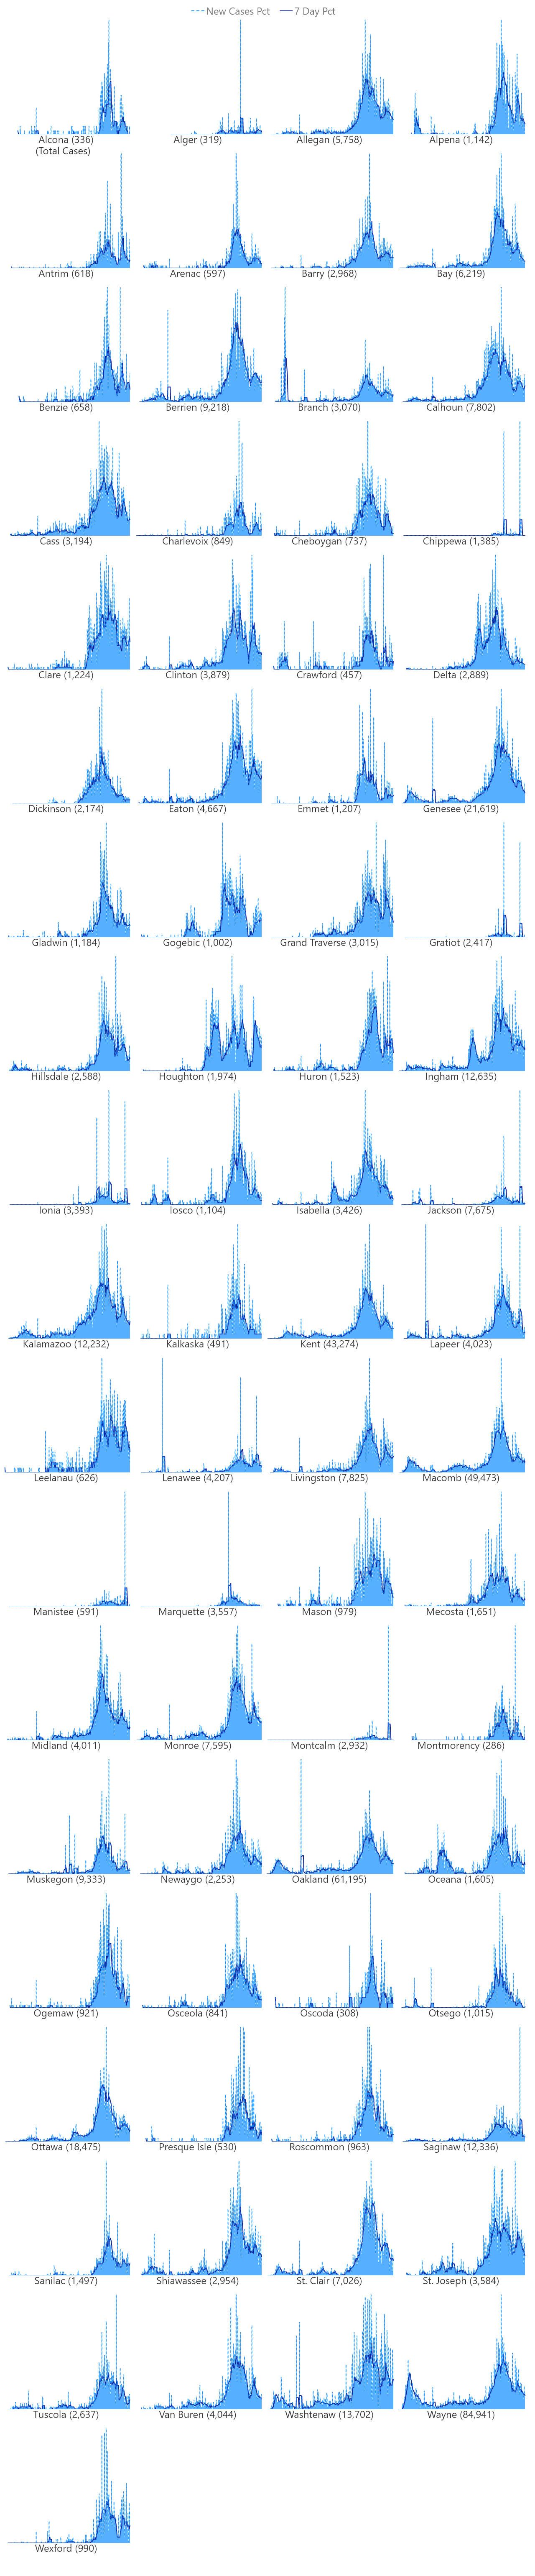 New Cases Pct 7 Day Pct
Alcona (336) Alger (319) Allegan (5,758) Alpena (1,142)
(Total Cases)
Antrim (618) Arenac (597) Barry (2,968) Bay (6,219)
Benzie (658) Berrien (9,218) Branch (3,070) Calhoun (7,802)
Cass (3,194) Charlevoix (849) Cheboygan (737) Chippewa (1,385)
Clare (1,224) Clinton (3,879) Crawford (457) Delta (2,889)
Dickinson (2,174) Eaton (4,667) Emmet (1,207) Genesee (21,619)
Gladwin (1,184) Gogebic (1,002) Grand Traverse (3,015) Gratiot (2,417)
Hillsdale (2,588) Houghton (1,974) Huron (1,523) Ingham (12,635)
Ionia (3,393) Iosco (1,104) Isabella (3,426) Jackson (7,675)
Kalamazoo (12,232) Kalkaska (491) Kent (43,274) Lapeer (4,023)
Leelanau (626) Lenawee (4,207) Livingston (7,825) Macomb (49,473)
Manistee (591) Marquette (3,557) Mason (979) Mecosta (1,651)
Midland (4,011) Monroe (7,595) Montcalm (2,932) Montmorency (286)
Muskegon (9,333) Newaygo (2,253) Oakland (61,195) Oceana (1,605)
Ogemaw (921) Osceola (841) Oscoda (308) Otsego (1,015)
Ottawa (18,475) Presque Isle (530) Roscommon (963) Saginaw (12,336)
Sanilac (1,497) Shiawassee (2,954) St. Clair (7,026) St. Joseph (3,584)
Tuscola (2,637) Van Buren (4,044) Washtenaw (13,702) Wayne (84,941)
Wexford (990)